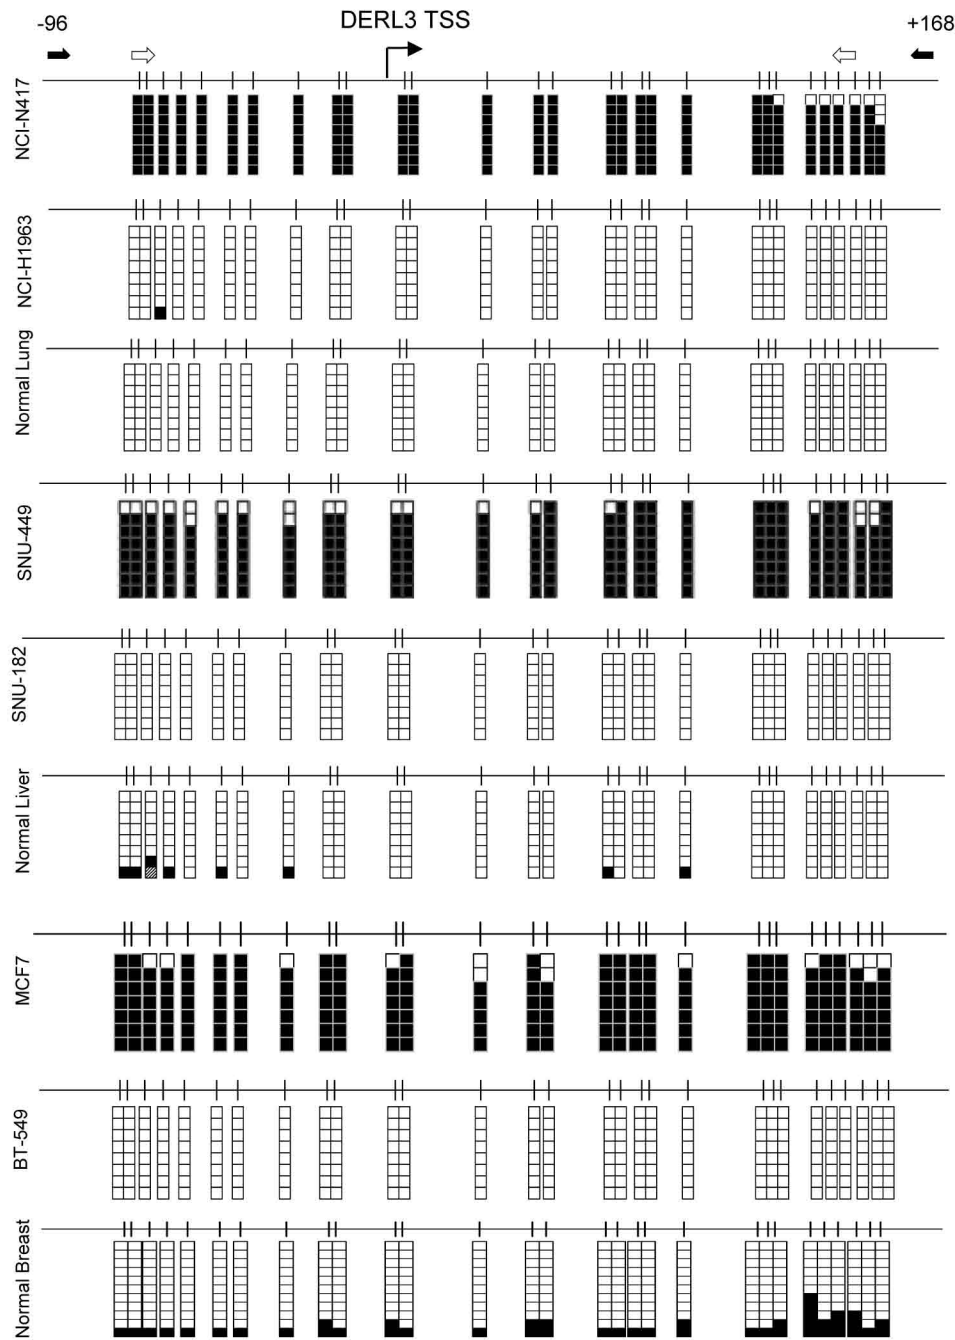 -96
DERL3 TSS
+168
NCI-N417
NCI-H1963
Normal Lung
SNU-449
SNU-182
Normal Liver
MCF7
BT-549
Normal Breast